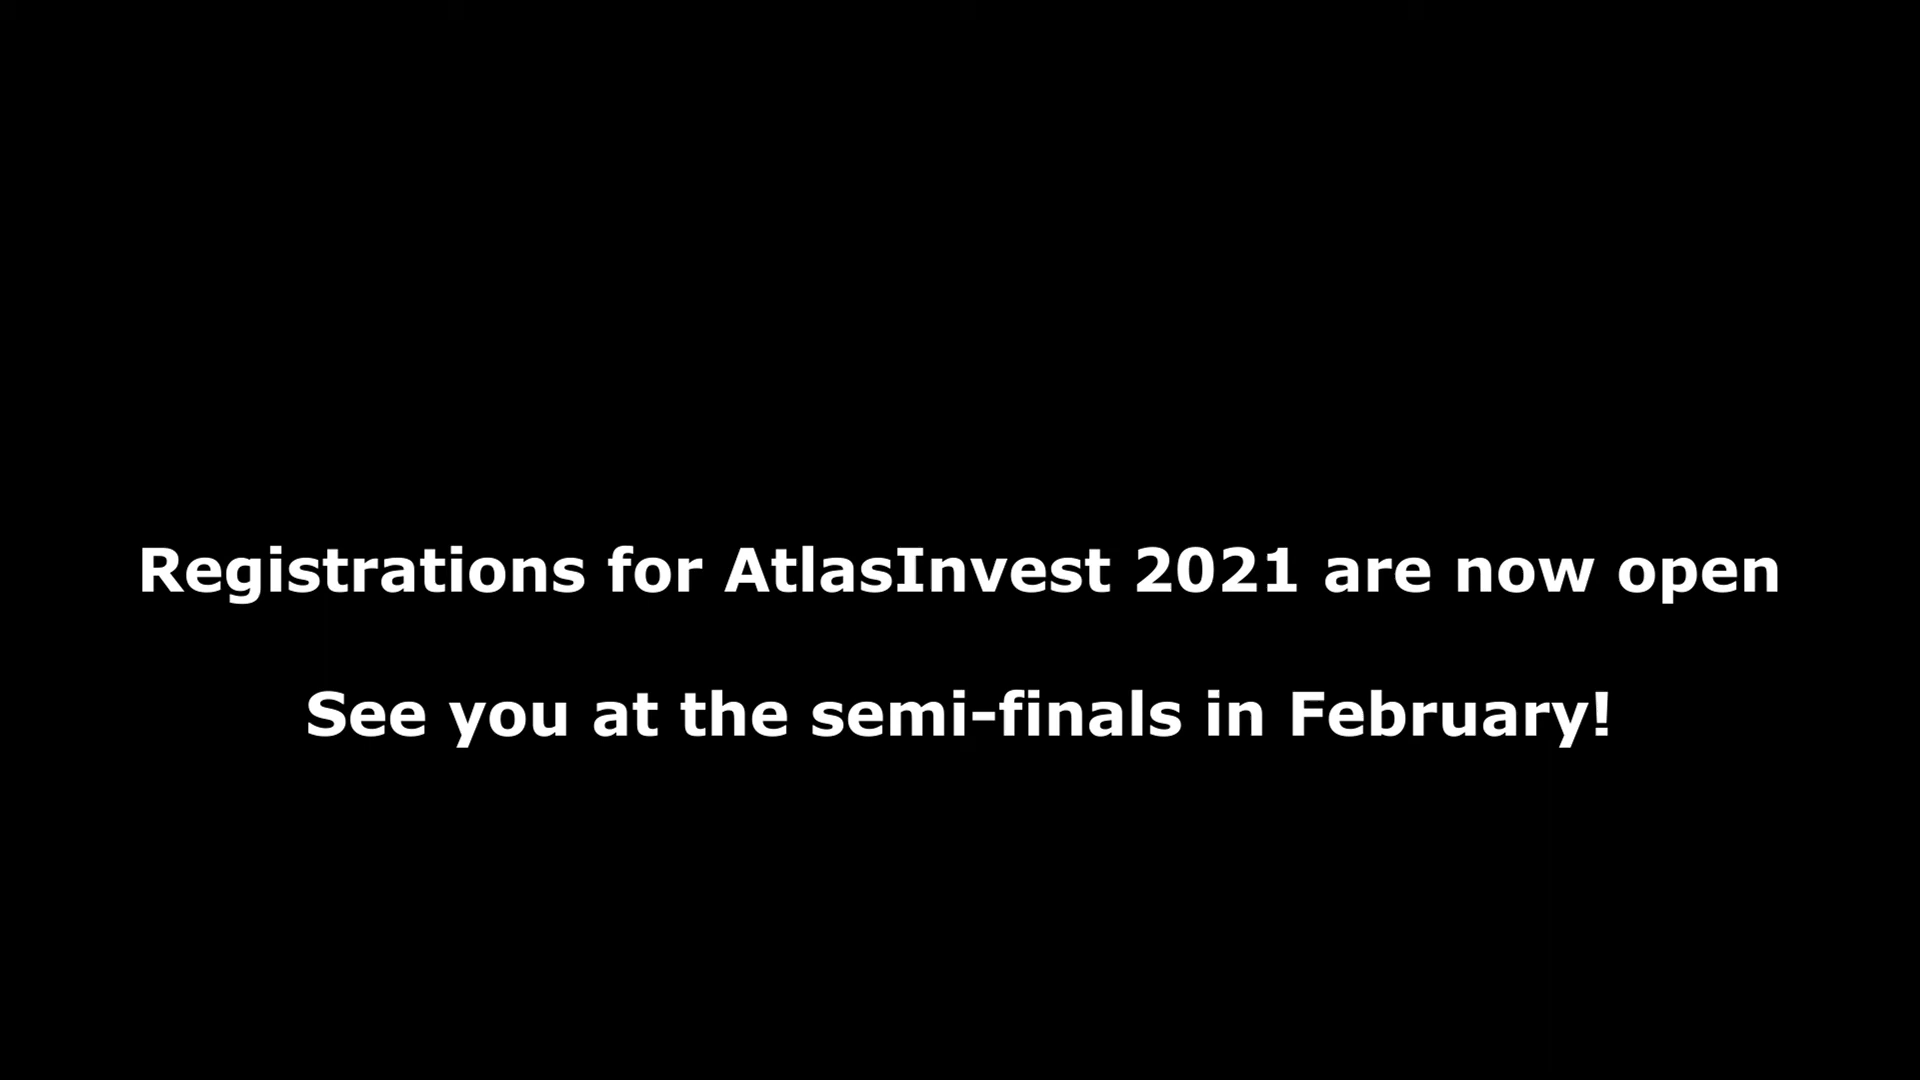 Registrations for AtlasInvest 2021 are now open
See you at the semi-finals in February!